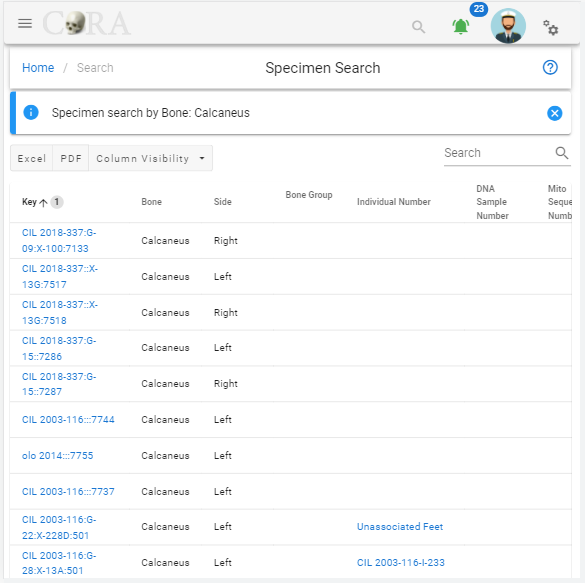 CORA
23
Home / Search
Specimen Search
Specimen search by Bone: Calcaneus
Excel PDF Column Visibility
Search
Key 1 Bone Side Bone Group Individual Number DNA Sample Number Mito Seque Numb
CIL 2018-337:G-
09:X-100:7133
Calcaneus Right
CIL 2018-337::X-
13G:7517
Calcaneus Left
CIL 2018-337::X-
13G:7518
Calcaneus Right
CIL 2018-337:G-
15::7286
Calcaneus Left
CIL 2018-337:G-
15::7287
Calcaneus Right
CIL 2003-116:::7744 Calcaneus Left
olo 2014:::7755 Calcaneus Left
CIL 2003-116:::7737 Calcaneus Left
CIL 2003-116:G-
22:X-228D:501
Calcaneus Left Unassociated Feet
CIL 2003-116:G-
28:X-13A:501
Calcaneus Left CIL 2003-116-I-233